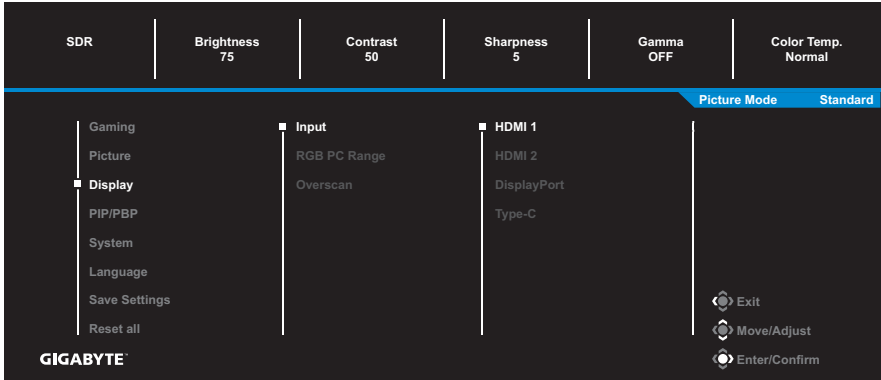 SDR
Brightness
75
Contrast
50
Sharpness
5
Gamma
OFF
Color Temp.
Normal
Picture Mode Standard
Gaming
Picture
Display
PIP/PBP
System
Language
Save Settings
Reset all
Input
RGB PC Range
Overscan
HDMI 1
HDMI 2
DisplayPort
Type-C
Exit
Move/Adjust
Enter/Confirm
GIGABYTE